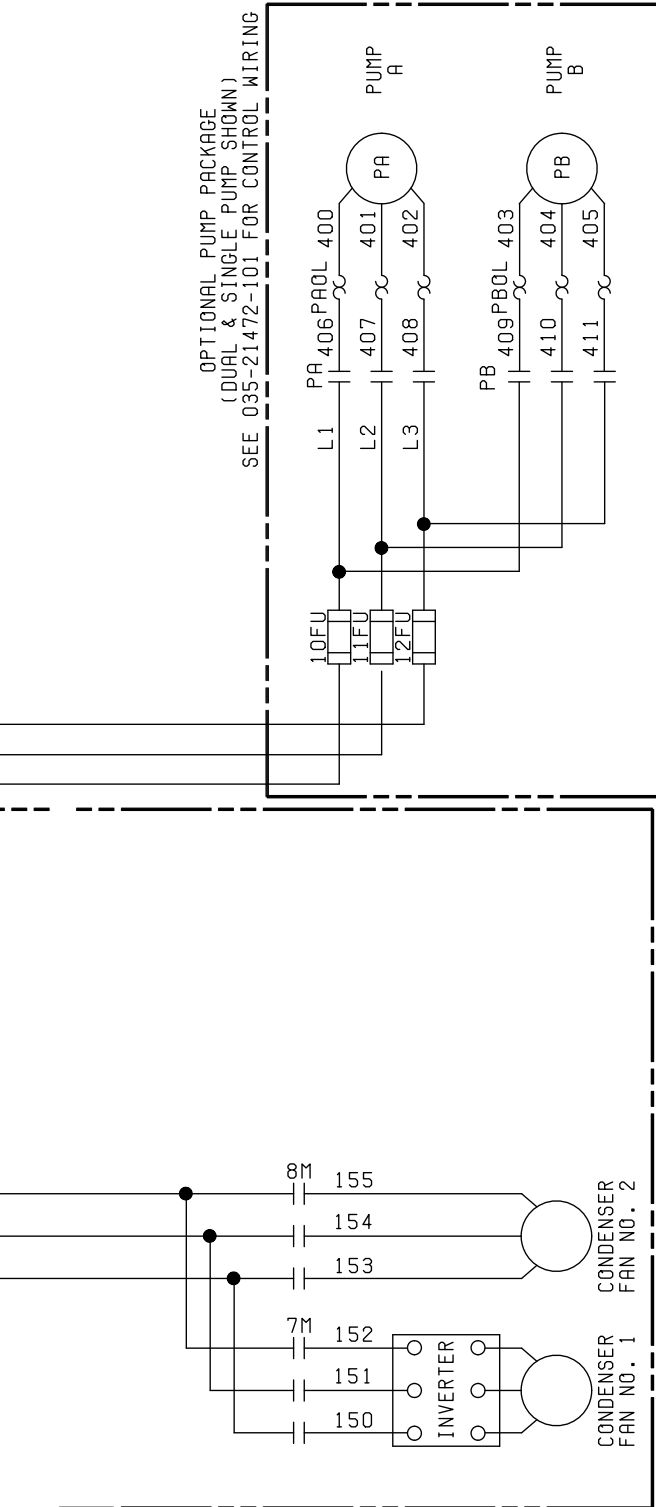 OPTIONAL PUMP PACKAGE
(DUAL & SINGLE PUMP SHOWN)
SEE 035-21472-101 FOR CONTROL WIRING
PUMP
A
PUMP
B
PA
PB
400
401
402
403
404
405
PAOL
PBOL
406
407
408
409
410
411
PA
PB
L1
L2
L3
10FU
11FU
12FU
8M
155
154
153
CONDENSER
FAN NO. 2
7M
152
151
150
INVERTER
CONDENSER
FAN NO. 1